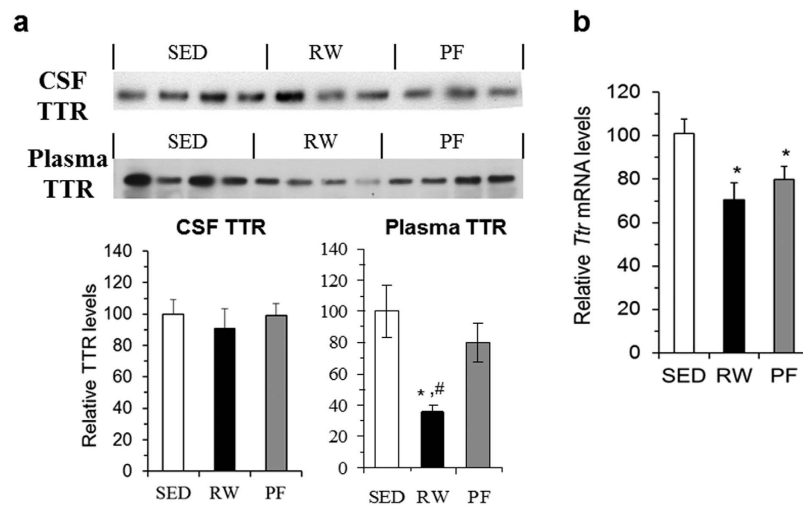 a
SED RW PF
CSF
TTR
SED RW PF
Plasma
TTR
CSF TTR
Relative TTR levels
140
120
100
80
60
40
20
0
SED RW PF
Plasma TTR
140
120
100
80
60
40
20
0
* ,#
SED RW PF
b
Relative Ttr mRNA levels
120
100
80
60
40
20
0
*
*
SED RW PF